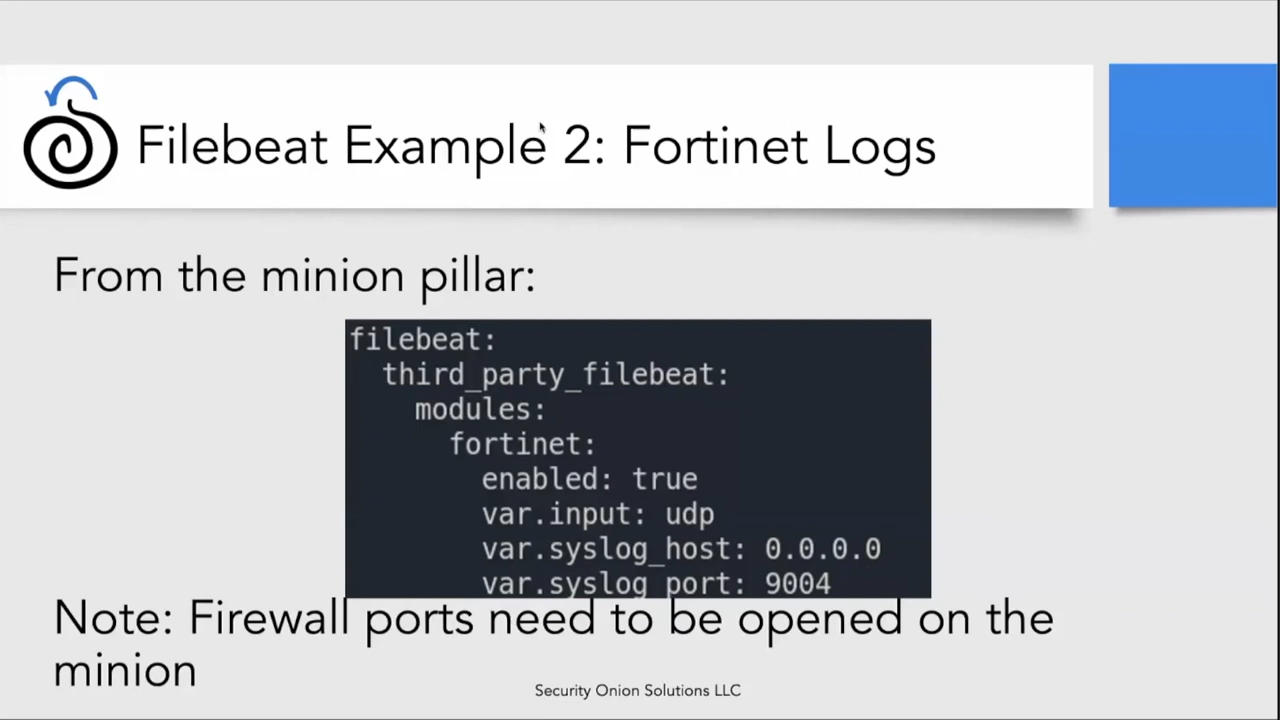 Filebeat Example 2: Fortinet Logs
From the minion pillar:
filebeat:
  third_party_filebeat:
    modules:
      fortinet:
        enabled: true
        var.input: udp
        var.syslog_host: 0.0.0.0
        var.syslog_port: 9004
Note: Firewall ports need to be opened on the
minion
Security Onion Solutions LLC